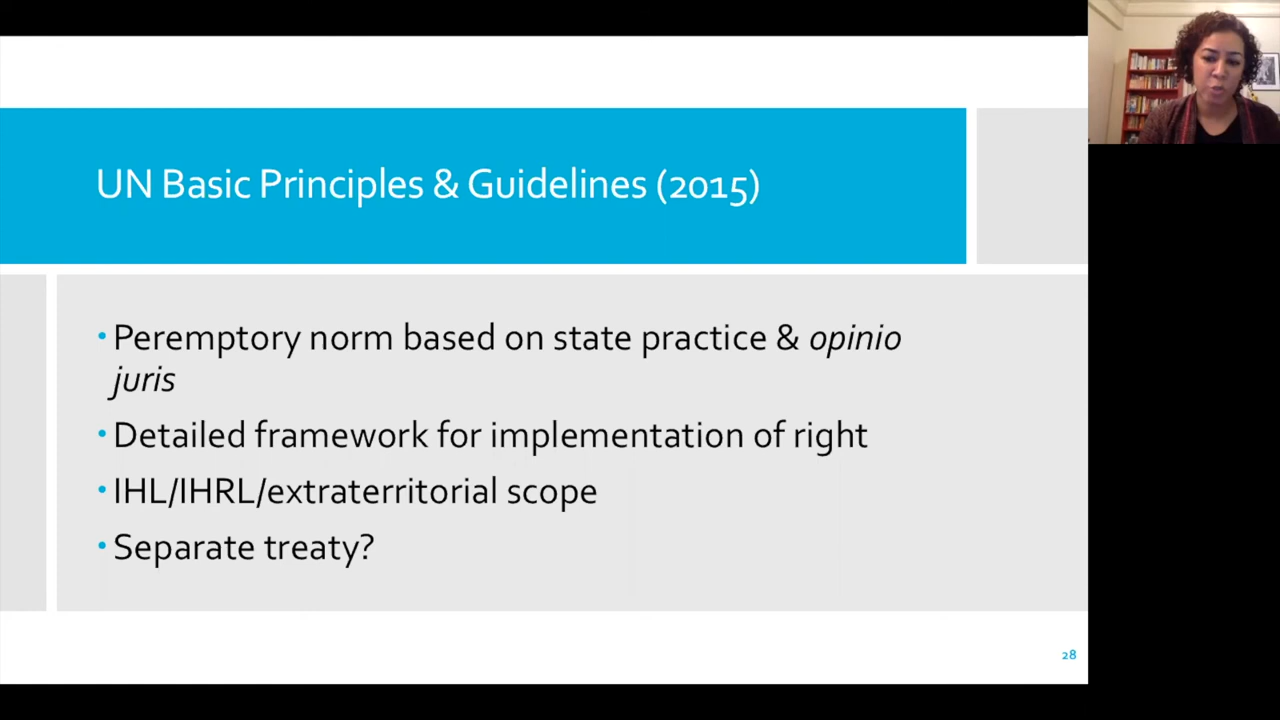 UN Basic Principles & Guidelines (2015)
• Peremptory norm based on state practice & opinio
juris
• Detailed framework for implementation of right
• IHL/IHRL/extraterritorial scope
• Separate treaty?
28